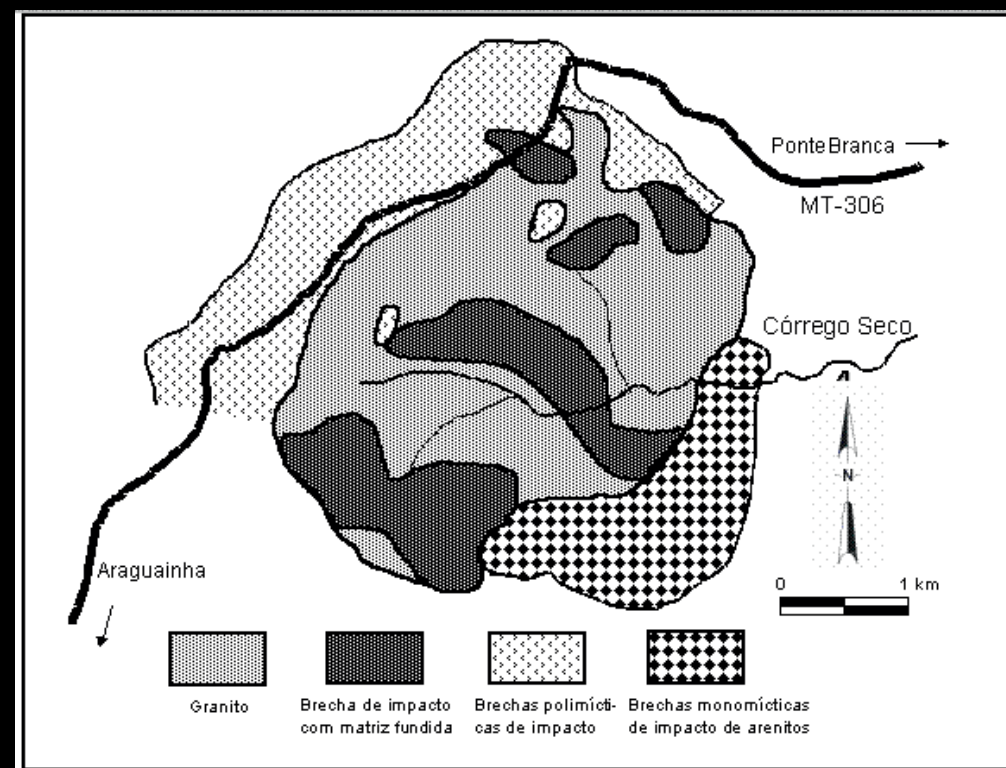 PonteBranca
MT-306
Córrego Seco
N
Araguainha
0 1 km
Granito
Brecha de impacto
com matriz fundida
Brechas polimícti-
cas de impacto
Brechas monomícticas
de impacto de arenitos